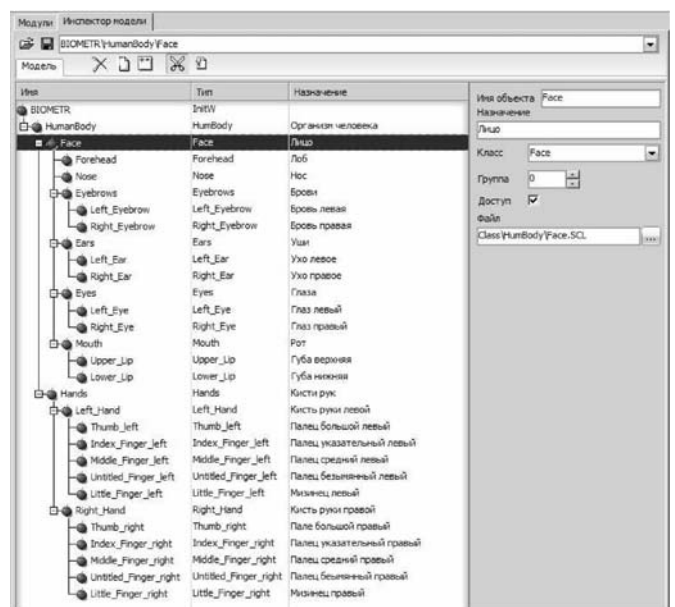 Модули Инспектор модели
BIOMETR\HumanBody\Face
Модель
Имя Тип Назначение
BIOMETR InitW
HumanBody HumBody Организм человека
Face Face Лицо
Forehead Forehead Лоб
Nose Nose Нос
Eyebrows Eyebrows Брови
Left_Eyebrow Left_Eyebrow Бровь левая
Right_Eyebrow Right_Eyebrow Бровь правая
Ears Ears Уши
Left_Ear Left_Ear Ухо левое
Right_Ear Right_Ear Ухо правое
Eyes Eyes Глаза
Left_Eye Left_Eye Глаз левый
Right_Eye Right_Eye Глаз правый
Mouth Mouth Рот
Upper_Lip Upper_Lip Губа верхняя
Lower_Lip Lower_Lip Губа нижняя
Hands Hands Кисти рук
Left_Hand Left_Hand Кисть руки левой
Thumb_left Thumb_left Палец большой левый
Index_Finger_left Index_Finger_left Палец указательный левый
Middle_Finger_left Middle_Finger_left Палец средний левый
Untitled_Finger_left Untitled_Finger_left Палец безымянный левый
Little_Finger_left Little_Finger_left Мизинец левый
Right_Hand Right_Hand Кисть руки правой
Thumb_right Thumb_right Пале большой правый
Index_Finger_right Index_Finger_right Палец указательный правый
Middle_Finger_right Middle_Finger_right Палец средний правый
Untitled_Finger_right Untitled_Finger_right Палец безмянный правый
Little_Finger_right Little_Finger_right Мизинец правый
Имя объекта Face
Назначение
Лицо
Класс Face
Группа 0
Доступ
Файл
Class\HumBody\Face.SCL ...